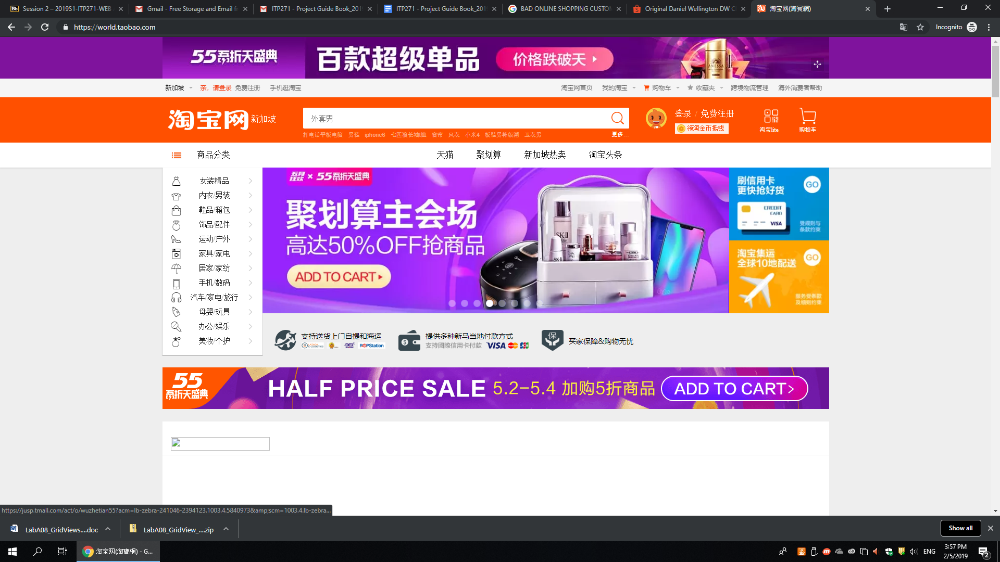 Session 2 – 2019S1-ITP271-WEB
Gmail - Free Storage and Email f
ITP271 - Project Guide Book_201
ITP271 - Project Guide Book_201
BAD ONLINE SHOPPING CUSTO
Original Daniel Wellington DW C
淘宝网(淘寶網)
https://world.taobao.com
Incognito
55吾折天盛典
百款超级单品
价格跌破天
ANESSA
新加坡
亲，请登录
免费注册
手机逛淘宝
淘宝网首页
我的淘宝
购物车
收藏夹
跨境物流管理
海外消费者帮助
淘宝网
新加坡
外套男
登录 / 免费注册
领淘金币抵钱
淘宝lite
购物车
打电话平板电脑 男鞋 iphone6 七匹狼长袖t恤 窗帘 风衣 小米4 板鞋男韩版潮 卫衣男
更多...
商品分类
天猫
聚划算
新加坡热卖
淘宝头条
女装精品
内衣/男装
鞋品/箱包
饰品/配件
运动/户外
家具/家电
居家/家纺
手机/数码
汽车/家电/旅行
母婴/玩具
办公/娱乐
美妆/个护
五月狂欢 × 55吾折天盛典
聚划算主会场
高达50%OFF抢商品
ADD TO CART
SK-II
SK-II
刷信用卡
更快抢好货
GO
CREDIT CARD
VISA
受规则与
条款约束
淘宝集运
全球10地配送
GO
服务受条款
及细则约束
支持送货上门自提和海运
POPStation
提供多种新马当地付款方式
支持國際信用卡付款 VISA JCB
保
买家保障&购物无忧
55
吾折天盛典
HALF PRICE SALE 5.2-5.4 加购5折商品
ADD TO CART>
https://jusp.tmall.com/act/o/wuzhetian55?acm=lb-zebra-241046-2394123.1003.4.5840973&amp;scm=1003.4.lb-zebra...
LabA08_GridViews....doc
LabA08_GridView_....zip
Show all
淘宝网(淘寶網) - G...
ENG
3:57 PM
2/5/2019
2